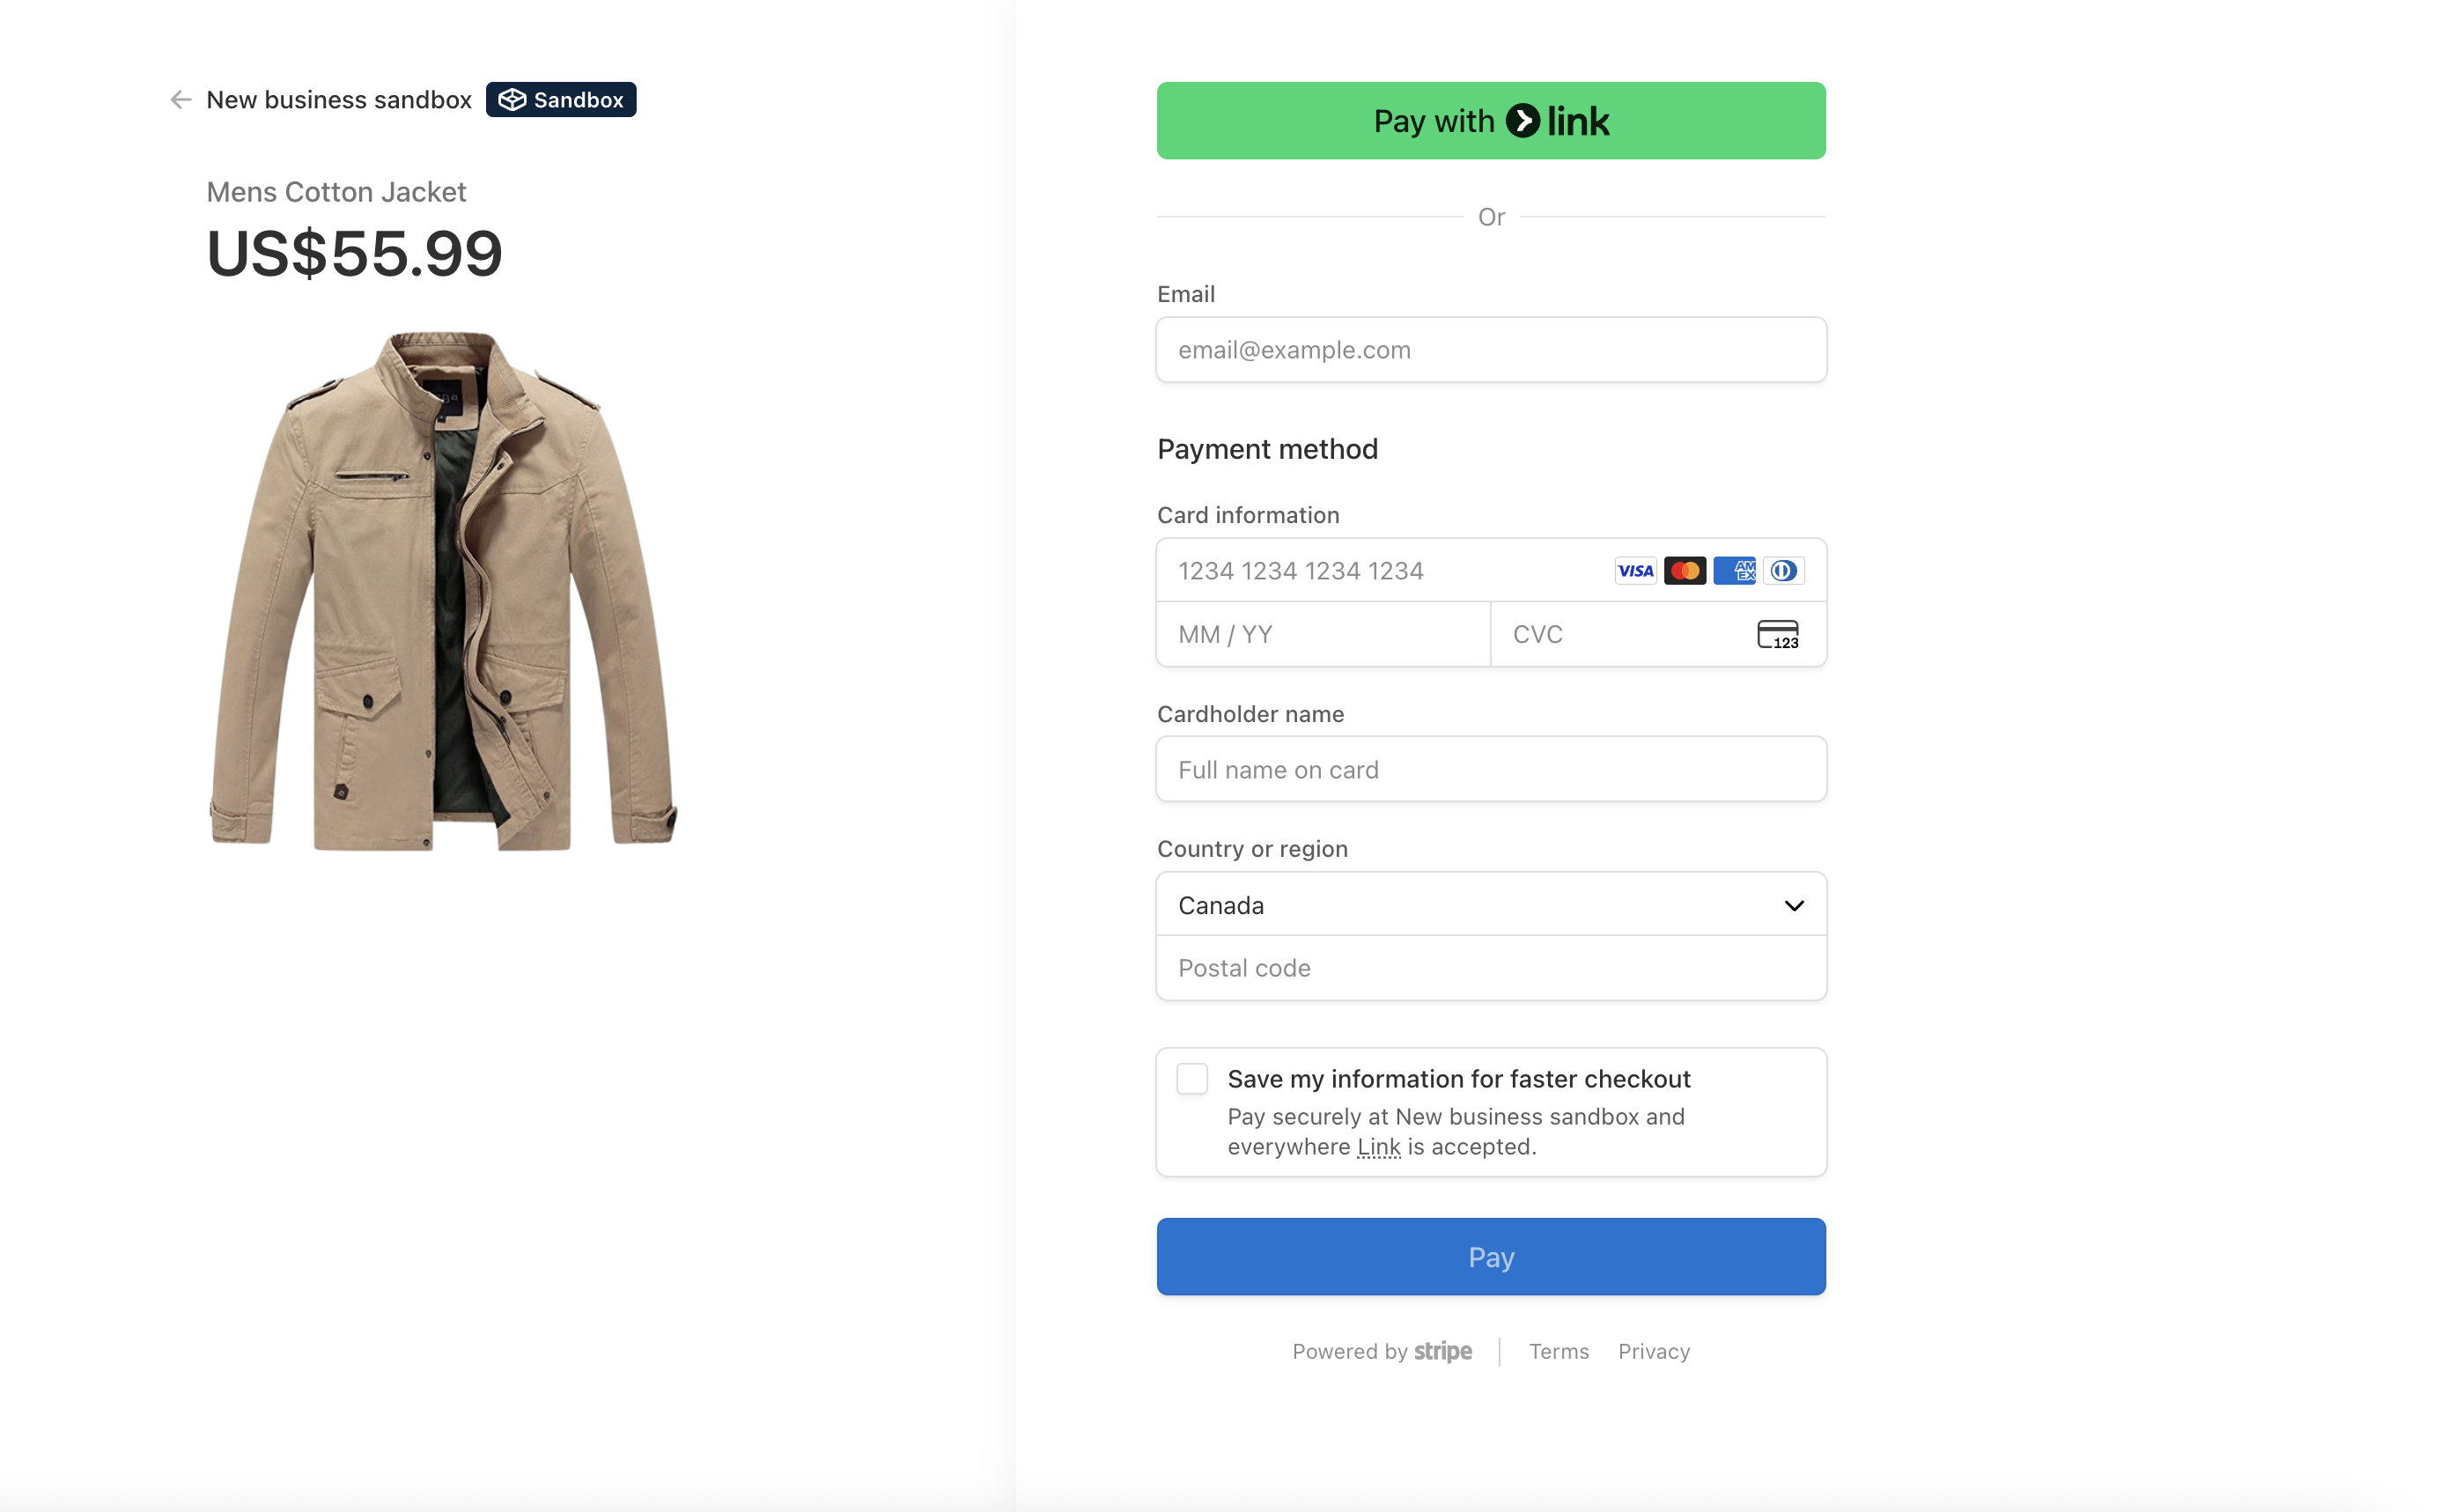 New business sandbox
Sandbox
Mens Cotton Jacket
US$55.99
Pay with link
Or
Email
email@example.com
Payment method
Card information
1234 1234 1234 1234
VISA
AM
EX
MM / YY
CVC
123
Cardholder name
Full name on card
Country or region
Canada
Postal code
Save my information for faster checkout
Pay securely at New business sandbox and
everywhere Link is accepted.
Pay
Powered by stripe
Terms
Privacy